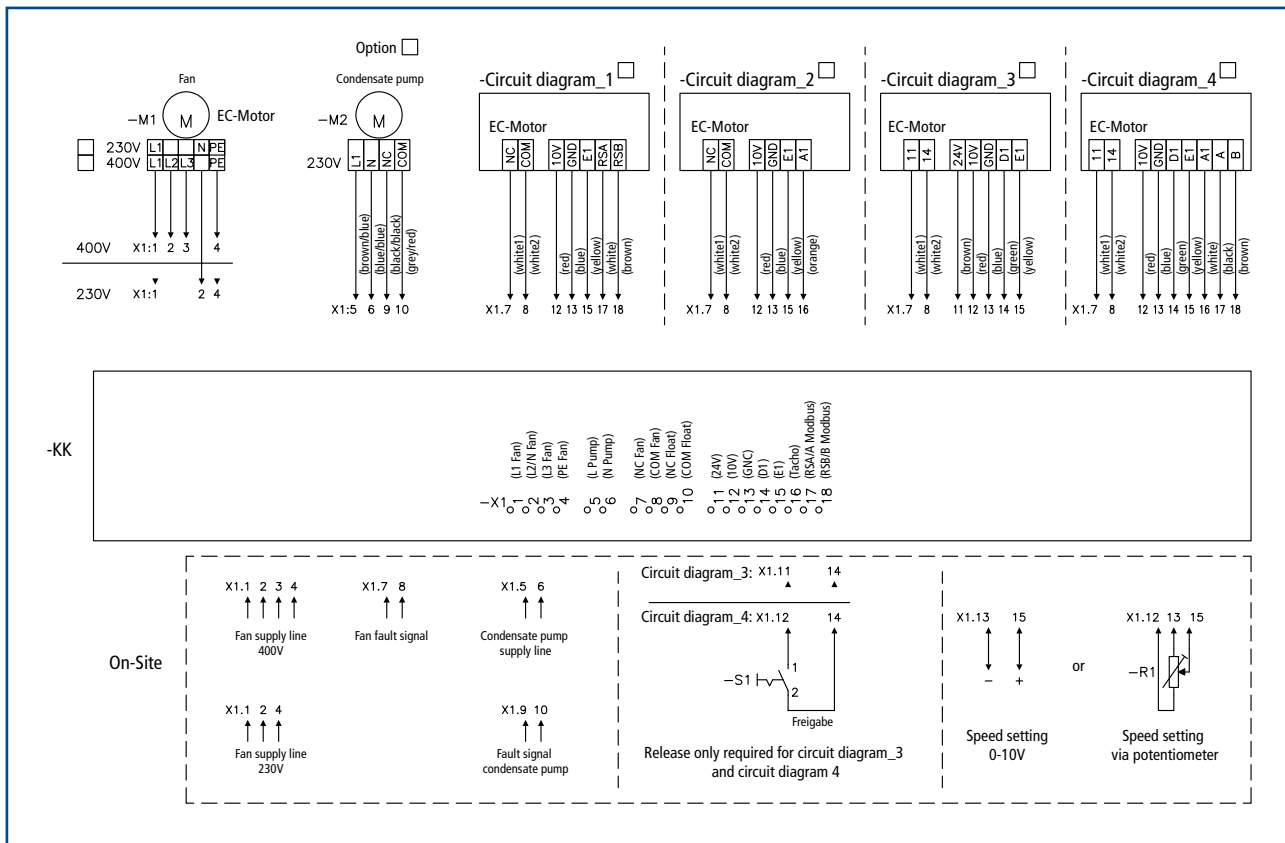 Option
Fan
Condensate pump
-Circuit diagram_1
-Circuit diagram_2
-Circuit diagram_3
-Circuit diagram_4
-M1 M EC-Motor
-M2 M
EC-Motor
EC-Motor
EC-Motor
EC-Motor
230V L1 N PE
400V L1 L2 L3 PE
230V L1 N NC COM
NC COM 10V GND E1 RSA RSB
NC COM 10V GND E1 A1
11 14 24V 10V GND D1 E1
11 14 10V GND D1 E1 A1 A B
(brown/blue) (blue/blue) (black/black) (grey/red)
(white1) (white2) (red) (blue) (yellow) (white) (brown)
(white1) (white2) (red) (blue) (yellow) (orange)
(white1) (white2) (brown) (red) (blue) (green) (yellow)
(white1) (white2) (red) (blue) (green) (yellow) (white) (black) (brown)
400V X1:1 2 3 4
230V X1:1 2 4
X1:5 6 9 10
X1.7 8 12 13 15 17 18
X1.7 8 12 13 15 16
X1.7 8 11 12 13 14 15
X1.7 8 12 13 14 15 16 17 18
-KK
-X1
1 (L1 Fan)
2 (L2/N Fan)
3 (L3 Fan)
4 (PE Fan)
5 (L Pump)
6 (N Pump)
7 (NC Fan)
8 (COM Fan)
9 (NC Float)
10 (COM Float)
11 (24V)
12 (10V)
13 (GNC)
14 (D1)
15 (E1)
16 (Tacho)
17 (RSA/A Modbus)
18 (RSB/B Modbus)
On-Site
X1.1 2 3 4
Fan supply line
400V
X1.7 8
Fan fault signal
X1.5 6
Condensate pump
supply line
X1.1 2 4
Fan supply line
230V
X1.9 10
Fault signal
condensate pump
Circuit diagram_3: X1.11 14
Circuit diagram_4: X1.12 14
-S1 1
2
Freigabe
Release only required for circuit diagram_3
and circuit diagram 4
X1.13 15
- +
Speed setting
0-10V
or
X1.12 13 15
-R1
Speed setting
via potentiometer